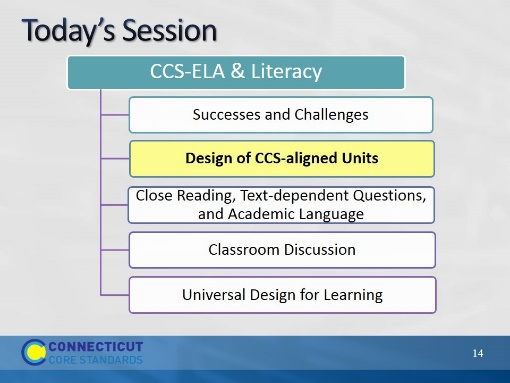 Today's Session
CCS-ELA & Literacy
Successes and Challenges
Design of CCS-aligned Units
Close Reading, Text-dependent Questions,
and Academic Language
Classroom Discussion
Universal Design for Learning
CONNECTICUT
CORE STANDARDS
14